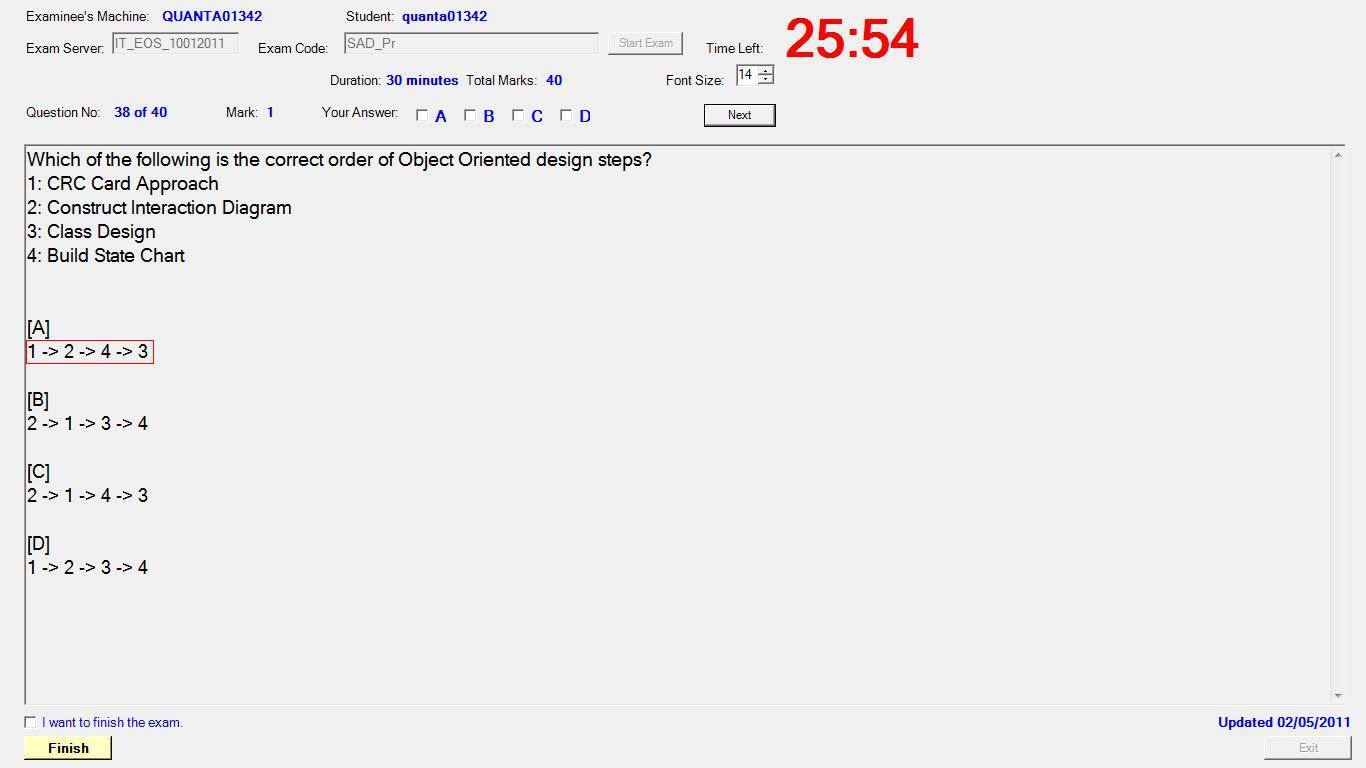 Examinee's Machine: QUANTA01342 Student: quanta01342
Exam Server: IT_EOS_10012011 Exam Code: SAD_Pr Start Exam Time Left: 25:54
Duration: 30 minutes Total Marks: 40 Font Size: 14
Question No: 38 of 40 Mark: 1 Your Answer: A B C D Next
Which of the following is the correct order of Object Oriented design steps?
1: CRC Card Approach
2: Construct Interaction Diagram
3: Class Design
4: Build State Chart
[A]
1 -> 2 -> 4 -> 3
[B]
2 -> 1 -> 3 -> 4
[C]
2 -> 1 -> 4 -> 3
[D]
1 -> 2 -> 3 -> 4
I want to finish the exam. Updated 02/05/2011
Finish Exit